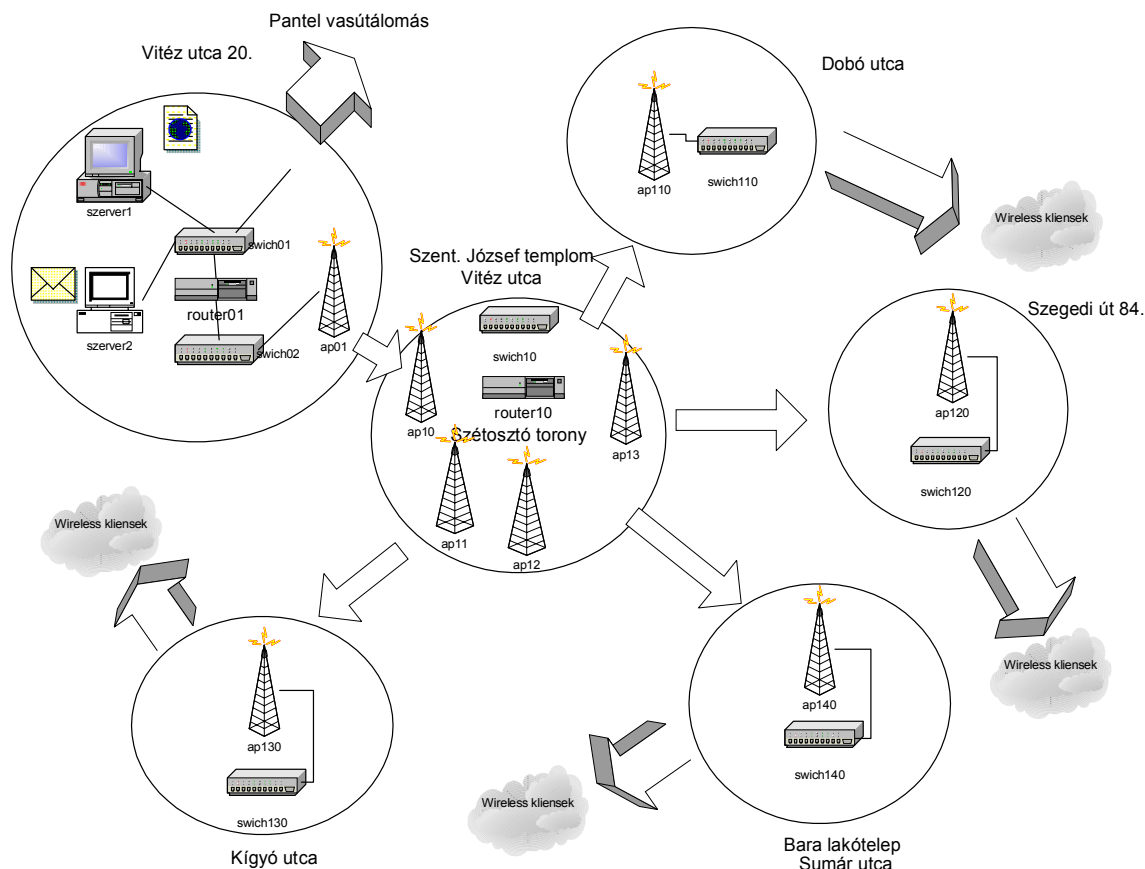 Pantel vasútálomás
Vitéz utca 20.
Dobó utca
szerver1
swich01
router01
szerver2
swich02
ap01
ap110
swich110
Wireless kliensek
Szent. József templom
Vitéz utca
swich10
router10
Szétosztó torony
ap10
ap13
ap11
ap12
Szegedi út 84.
ap120
swich120
Wireless kliensek
Wireless kliensek
ap130
swich130
Kígyó utca
ap140
swich140
Wireless kliensek
Bara lakótelep
Sumár utca